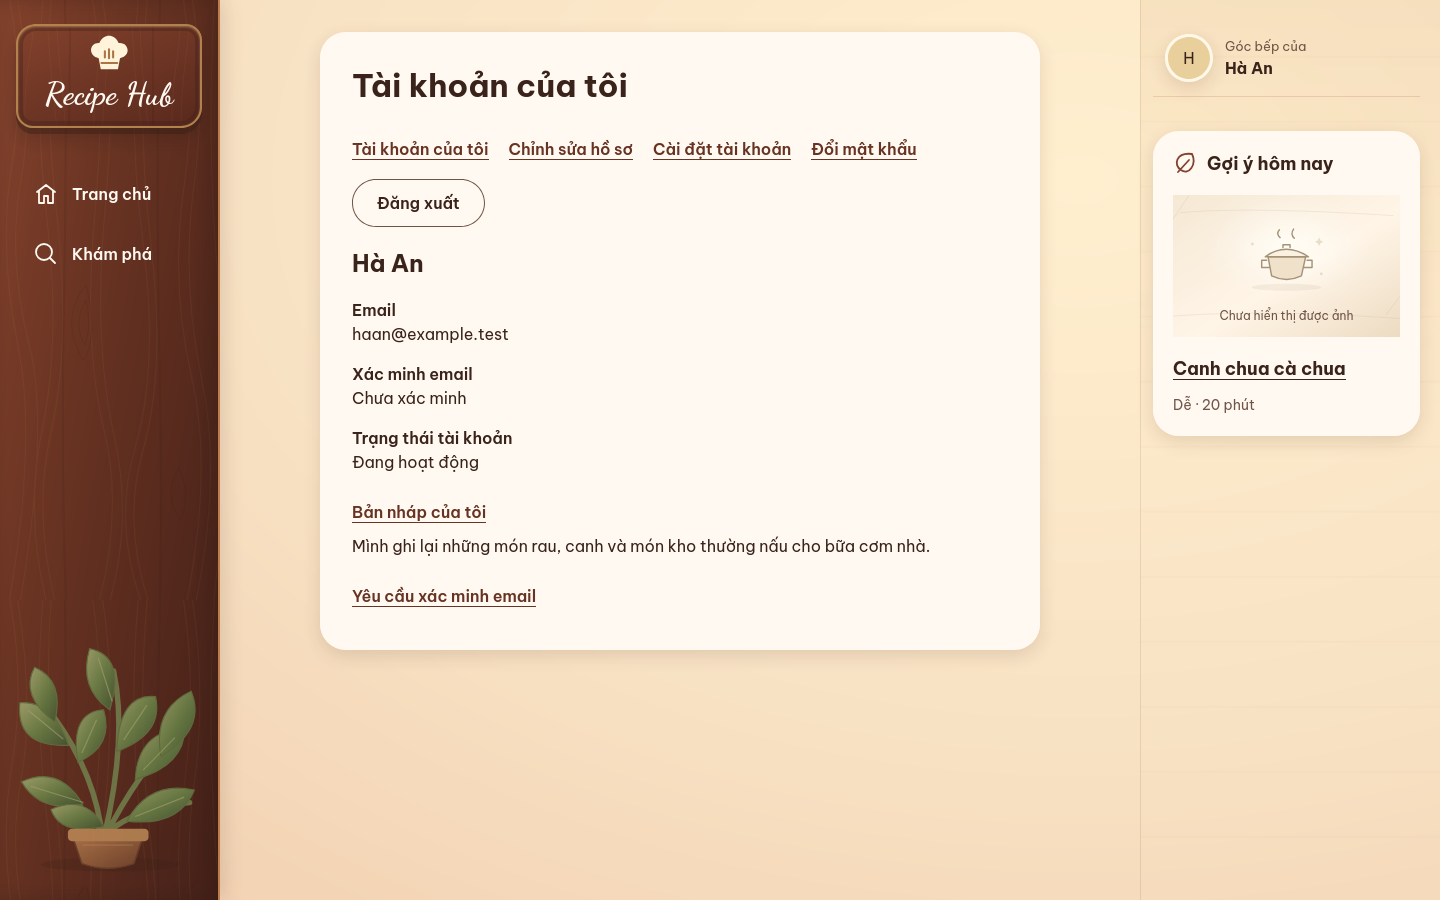 Recipe Hub
Trang chủ
Khám phá
Tài khoản của tôi
Tài khoản của tôi Chỉnh sửa hồ sơ Cài đặt tài khoản Đổi mật khẩu
Đăng xuất
Hà An
Email
haan@example.test
Xác minh email
Chưa xác minh
Trạng thái tài khoản
Đang hoạt động
Bản nháp của tôi
Mình ghi lại những món rau, canh và món kho thường nấu cho bữa cơm nhà.
Yêu cầu xác minh email
H
Góc bếp của
Hà An
Gợi ý hôm nay
Chưa hiển thị được ảnh
Canh chua cà chua
Dễ · 20 phút